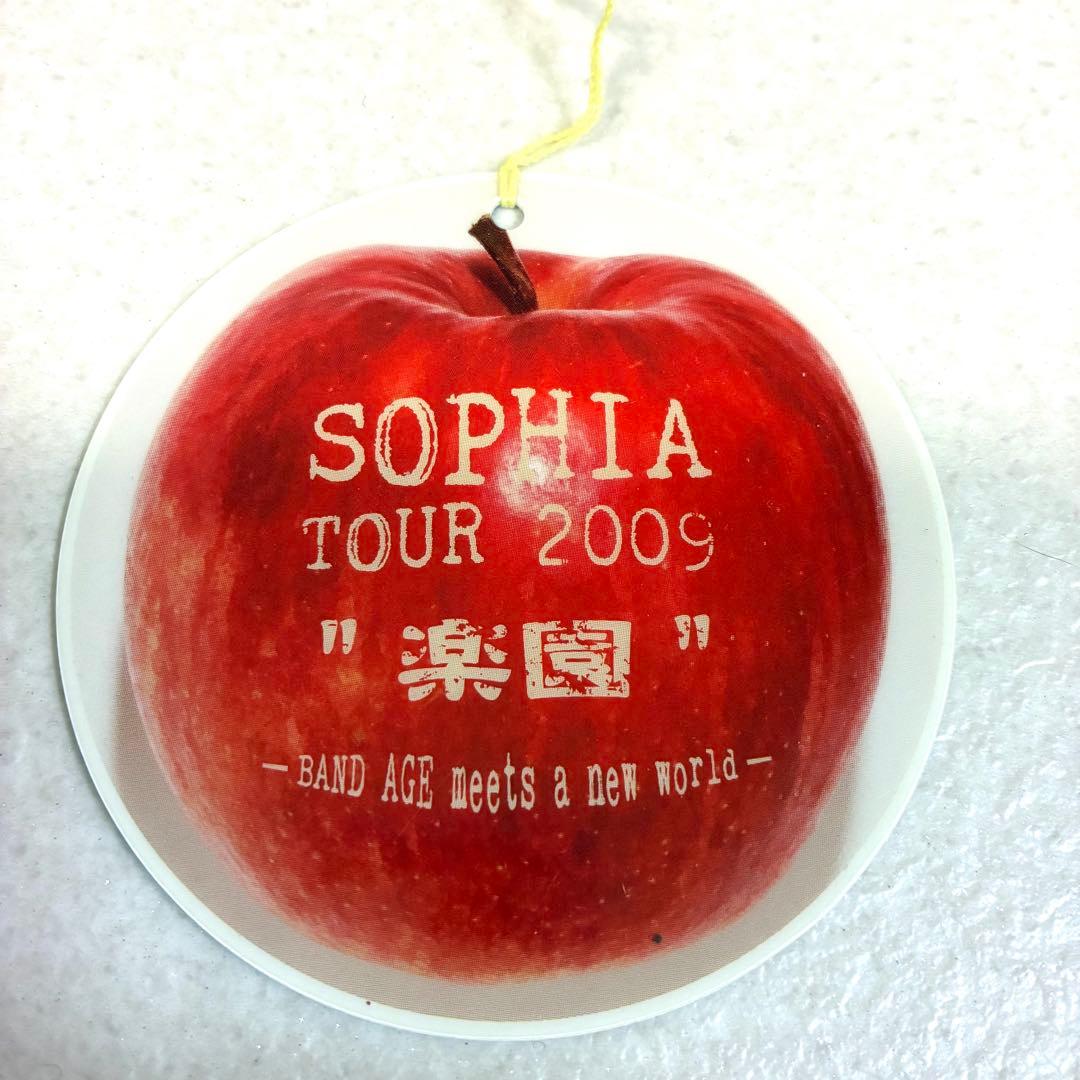 SOPHIA
TOUR 2009
"楽園"
—BAND AGE meets a new world—